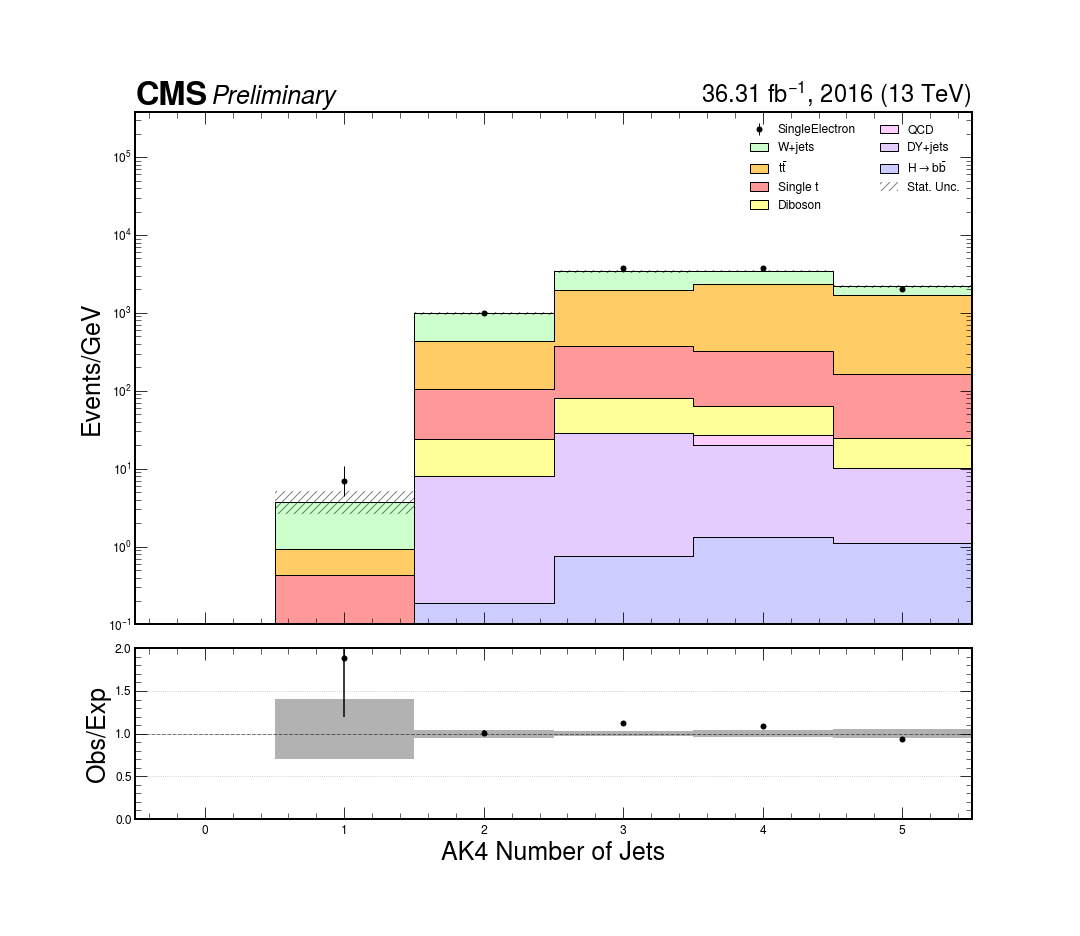 CMS Preliminary 36.31 fb⁻¹, 2016 (13 TeV)
SingleElectron QCD
W+jets DY+jets
tt̄ H→bb̄
Single t Stat. Unc.
Diboson
Events/GeV
10⁵
10⁴
10³
10²
10¹
10⁰
10⁻¹
Obs/Exp
2.0
1.5
1.0
0.5
0.0
0 1 2 3 4 5
AK4 Number of Jets